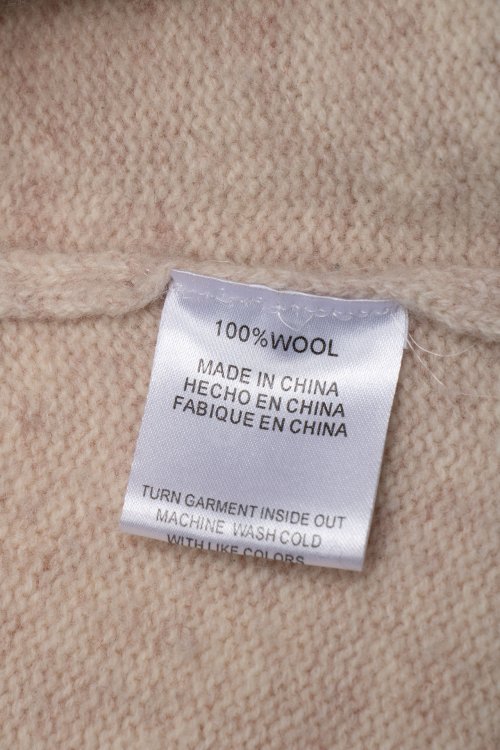 100%WOOL
MADE IN CHINA
HECHO EN CHINA
FABIQUE EN CHINA
TURN GARMENT INSIDE OUT
MACHINE WASH COLD
WITH LIKE COLORS